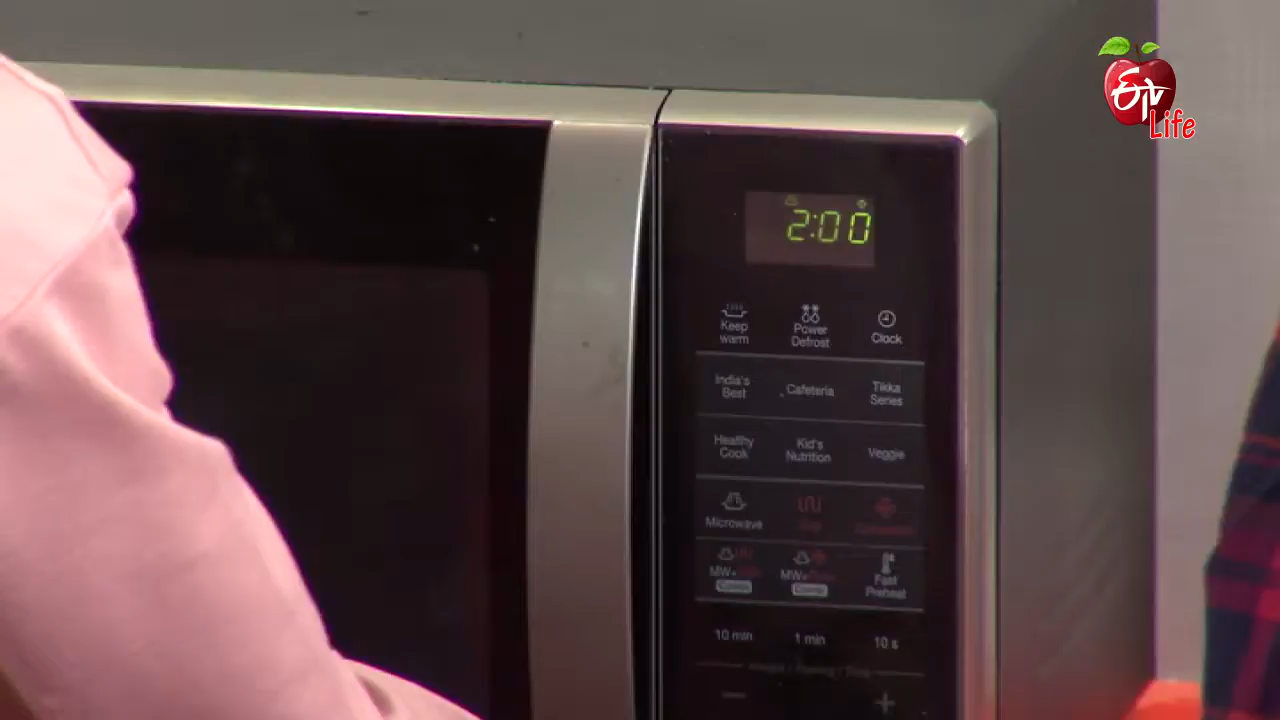 ETV
Life
2:00
Keep
warm
Power
Defrost
Clock
India's
Best
Cafeteria
Tikka
Series
Healthy
Cook
Kid's
Nutrition
Veggie
Microwave
MW+
Combi
MW+
Combi
Fast
Preheat
10 min
1 min
10 s